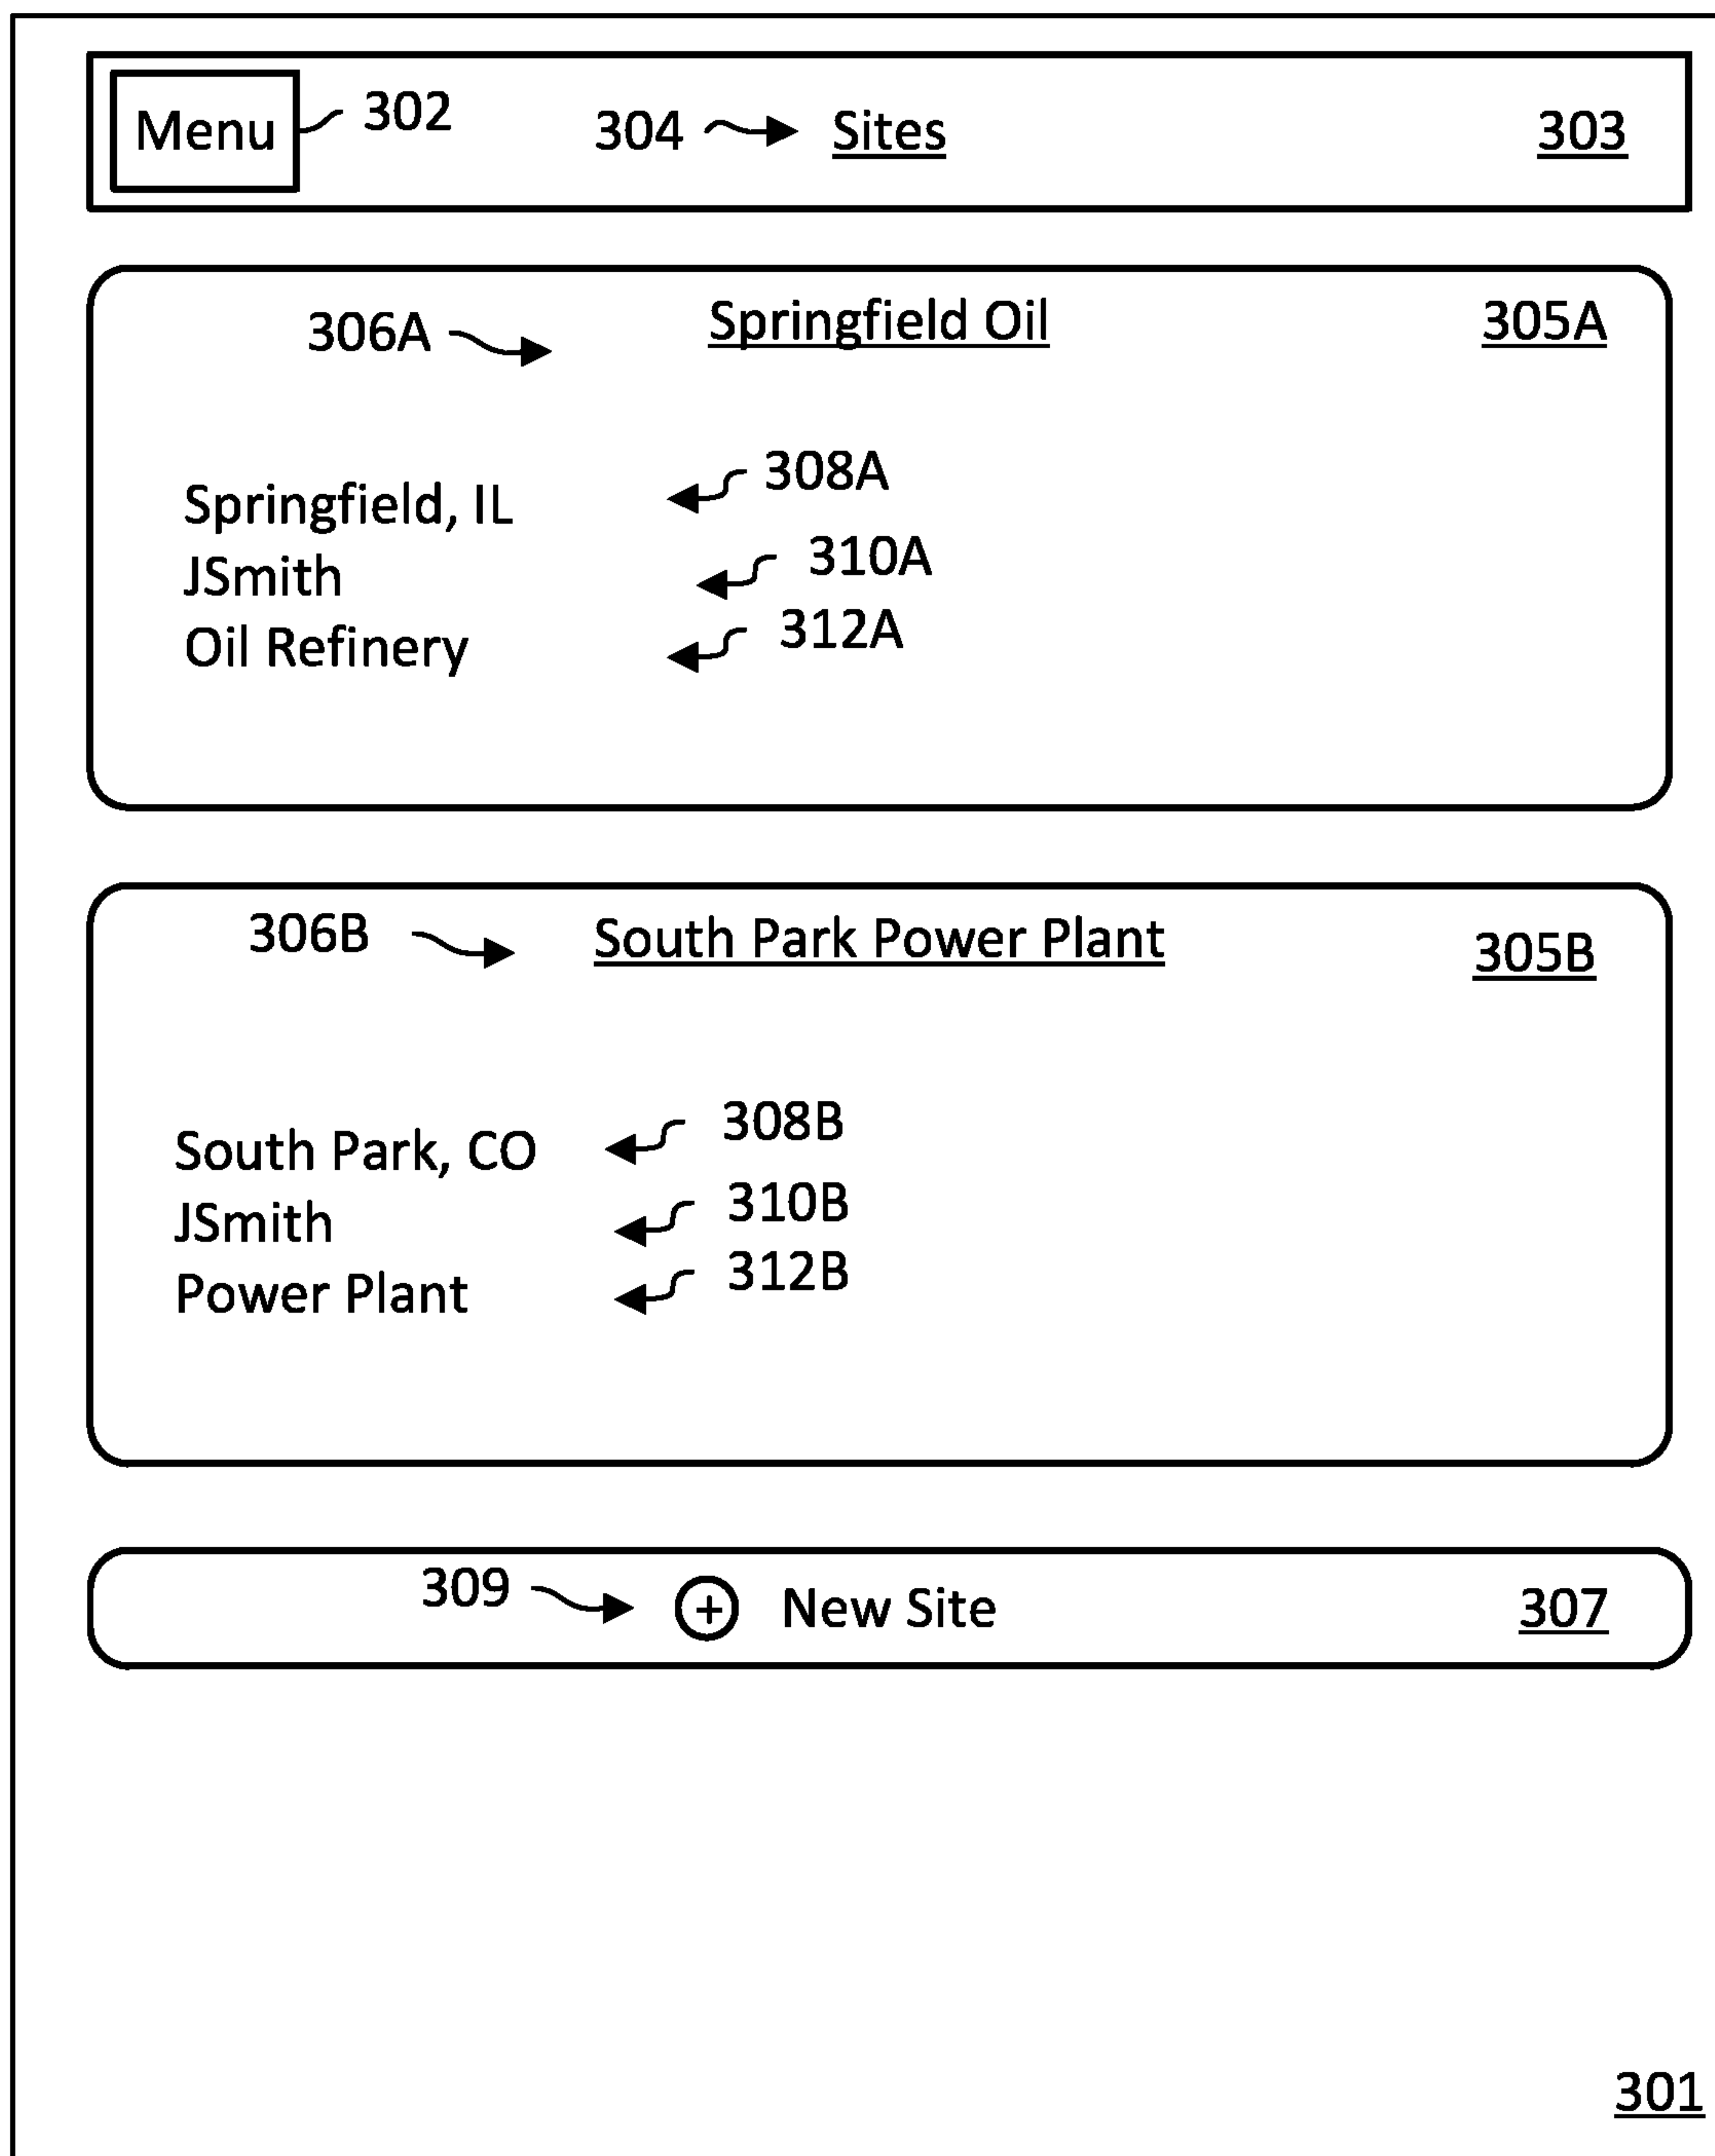 Menu 302 304 Sites 303
306A Springfield Oil 305A
308A
Springfield, IL
310A
JSmith
312A
Oil Refinery
306B South Park Power Plant 305B
308B
South Park, CO
310B
JSmith
312B
Power Plant
309 + New Site 307
301